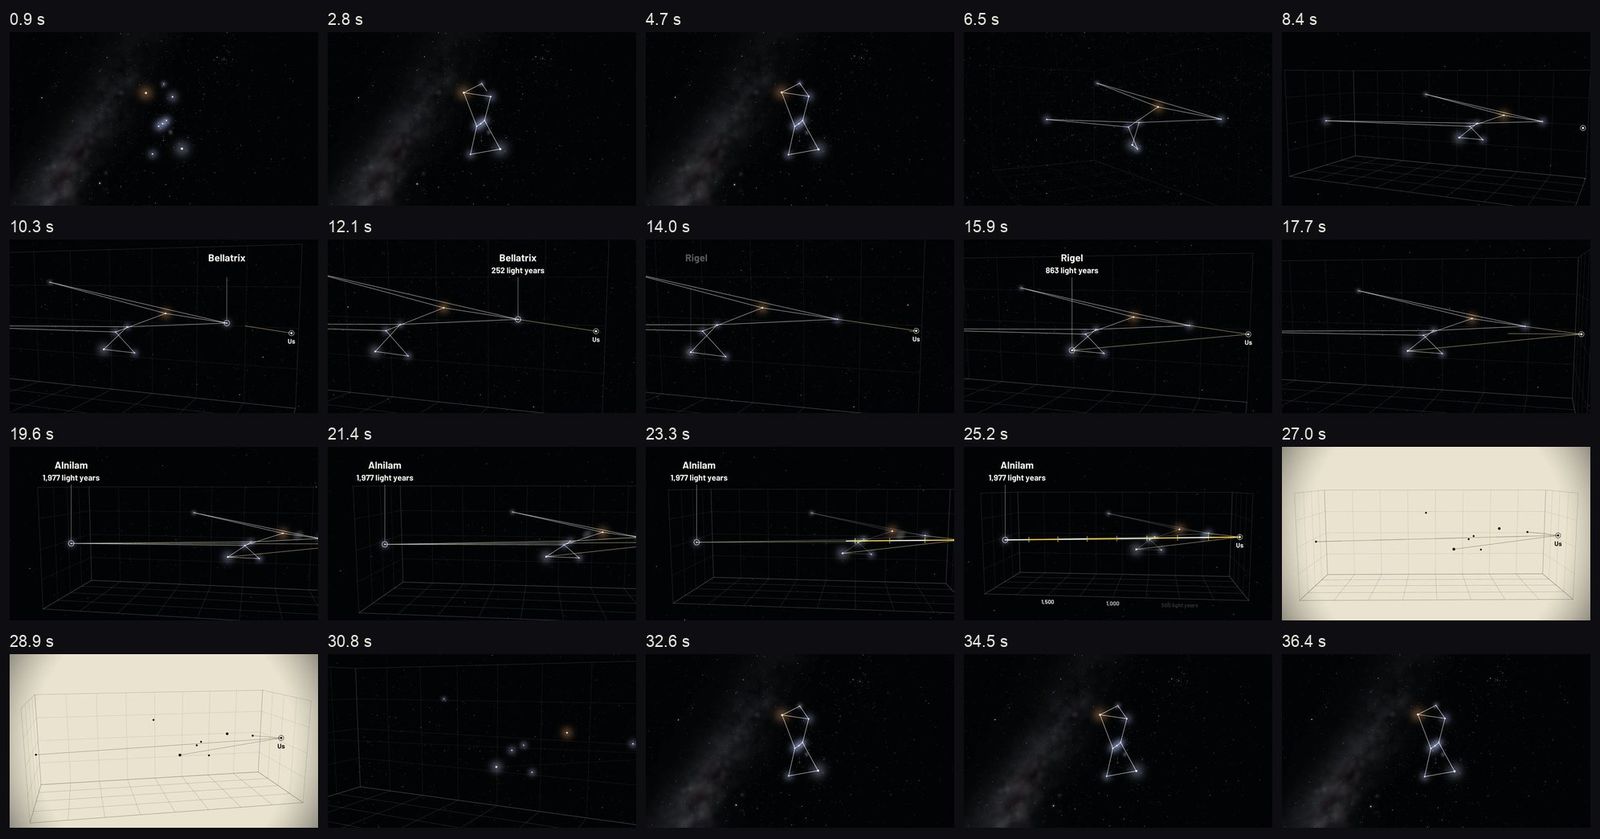 0.9 s
2.8 s
4.7 s
6.5 s
8.4 s
10.3 s
Bellatrix
Us
12.1 s
Bellatrix
252 light years
Us
14.0 s
Rigel
Us
15.9 s
Rigel
863 light years
Us
17.7 s
19.6 s
Alnilam
1,977 light years
21.4 s
Alnilam
1,977 light years
23.3 s
Alnilam
1,977 light years
25.2 s
Alnilam
1,977 light years
Us
1,500
1,000
500 light years
27.0 s
Us
28.9 s
Us
30.8 s
32.6 s
34.5 s
36.4 s